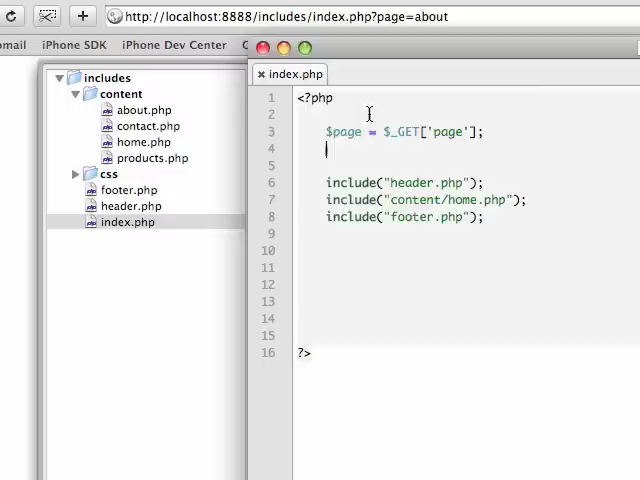 http://localhost:8888/includes/index.php?page=about
iPhone SDK
iPhone Dev Center
includes
content
about.php
contact.php
home.php
products.php
css
footer.php
header.php
index.php
index.php
1 <?php
2
3 $page = $_GET['page'];
4
5
6 include("header.php");
7 include("content/home.php");
8 include("footer.php");
9
10
11
12
13
14
15
16 ?>